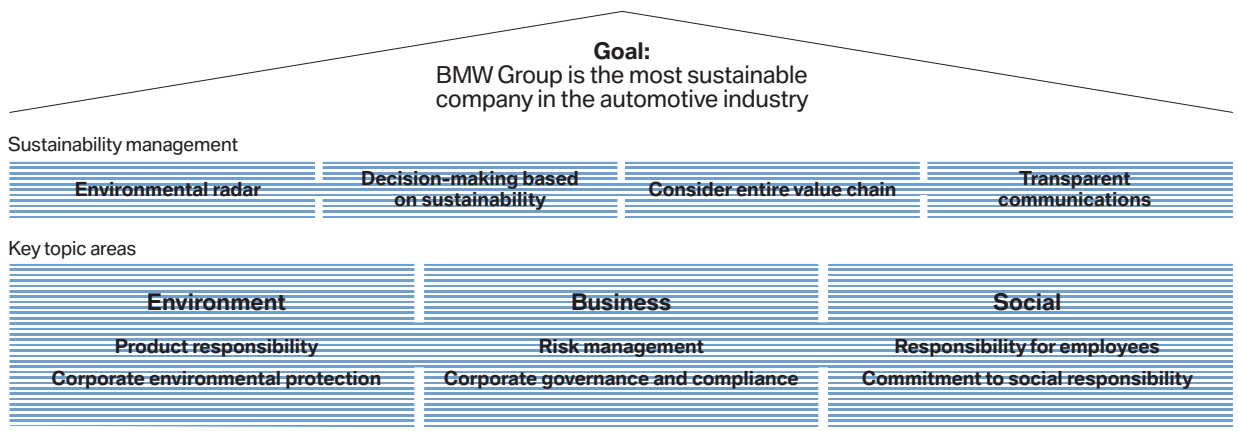 Goal:
BMW Group is the most sustainable
company in the automotive industry
Sustainability management
Environmental radar
Decision-making based
on sustainability
Consider entire value chain
Transparent
communications
Key topic areas
Environment
Business
Social
Product responsibility
Risk management
Responsibility for employees
Corporate environmental protection
Corporate governance and compliance
Commitment to social responsibility